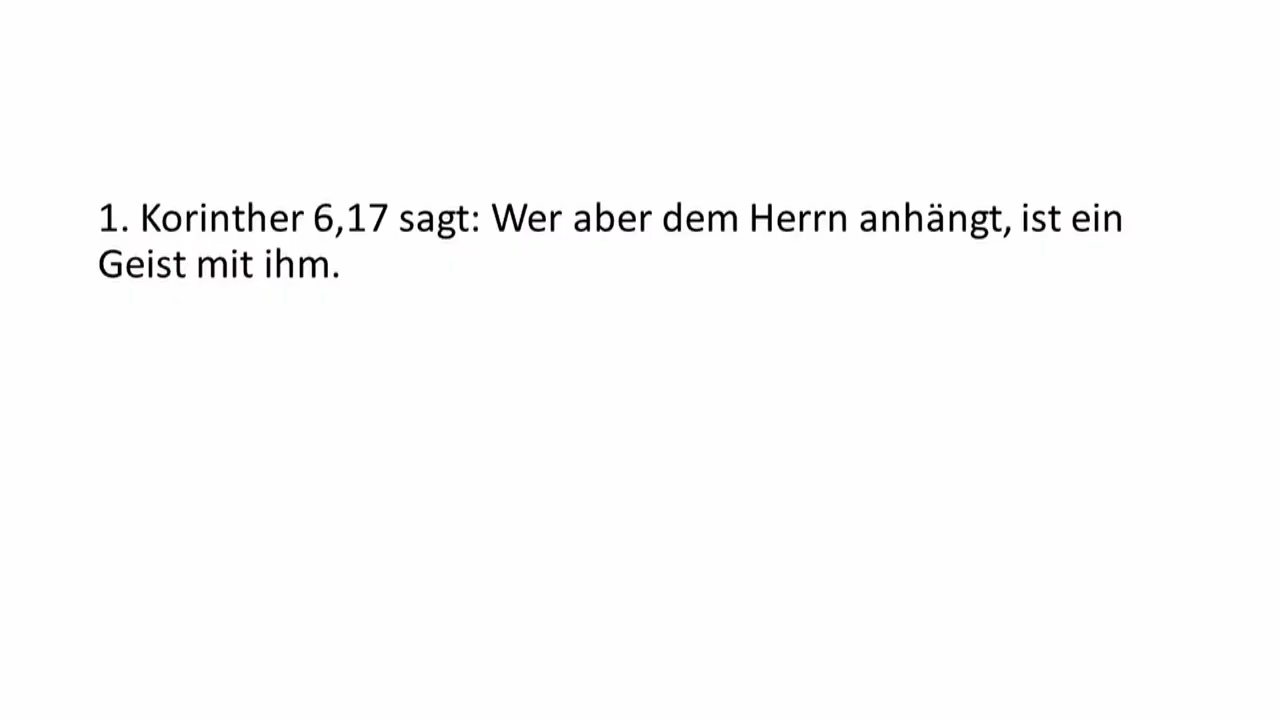 1. Korinther 6,17 sagt: Wer aber dem Herrn anhängt, ist ein
Geist mit ihm.